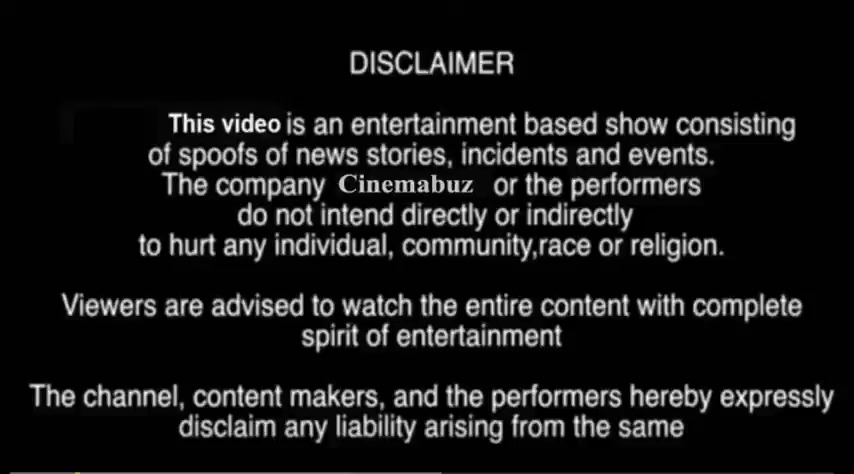 DISCLAIMER
This video is an entertainment based show consisting
of spoofs of news stories, incidents and events.
The company Cinemabuz or the performers
do not intend directly or indirectly
to hurt any individual, community,race or religion.
Viewers are advised to watch the entire content with complete
spirit of entertainment
The channel, content makers, and the performers hereby expressly
disclaim any liability arising from the same